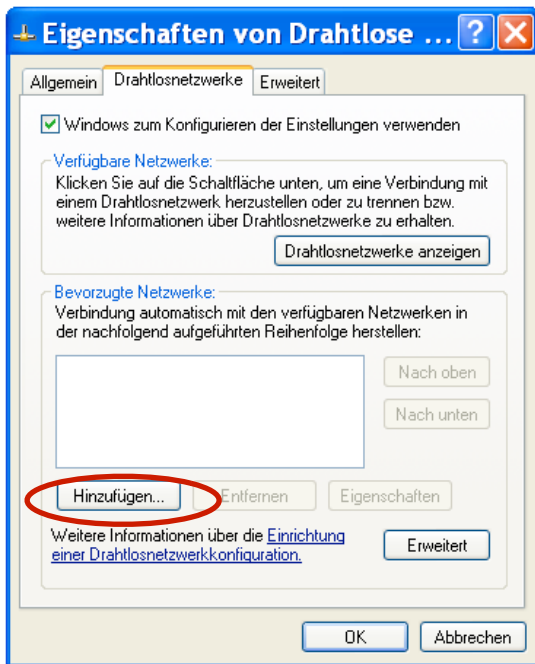 Eigenschaften von Drahtlose ...
Allgemein Drahtlosnetzwerke Erweitert
Windows zum Konfigurieren der Einstellungen verwenden
Verfügbare Netzwerke:
Klicken Sie auf die Schaltfläche unten, um eine Verbindung mit
einem Drahtlosnetzwerk herzustellen oder zu trennen bzw.
weitere Informationen über Drahtlosnetzwerke zu erhalten.
Drahtlosnetzwerke anzeigen
Bevorzugte Netzwerke:
Verbindung automatisch mit den verfügbaren Netzwerken in
der nachfolgend aufgeführten Reihenfolge herstellen:
Nach oben
Nach unten
Hinzufügen... Entfernen Eigenschaften
Weitere Informationen über die Einrichtung
einer Drahtlosnetzwerkkonfiguration.
Erweitert
OK Abbrechen